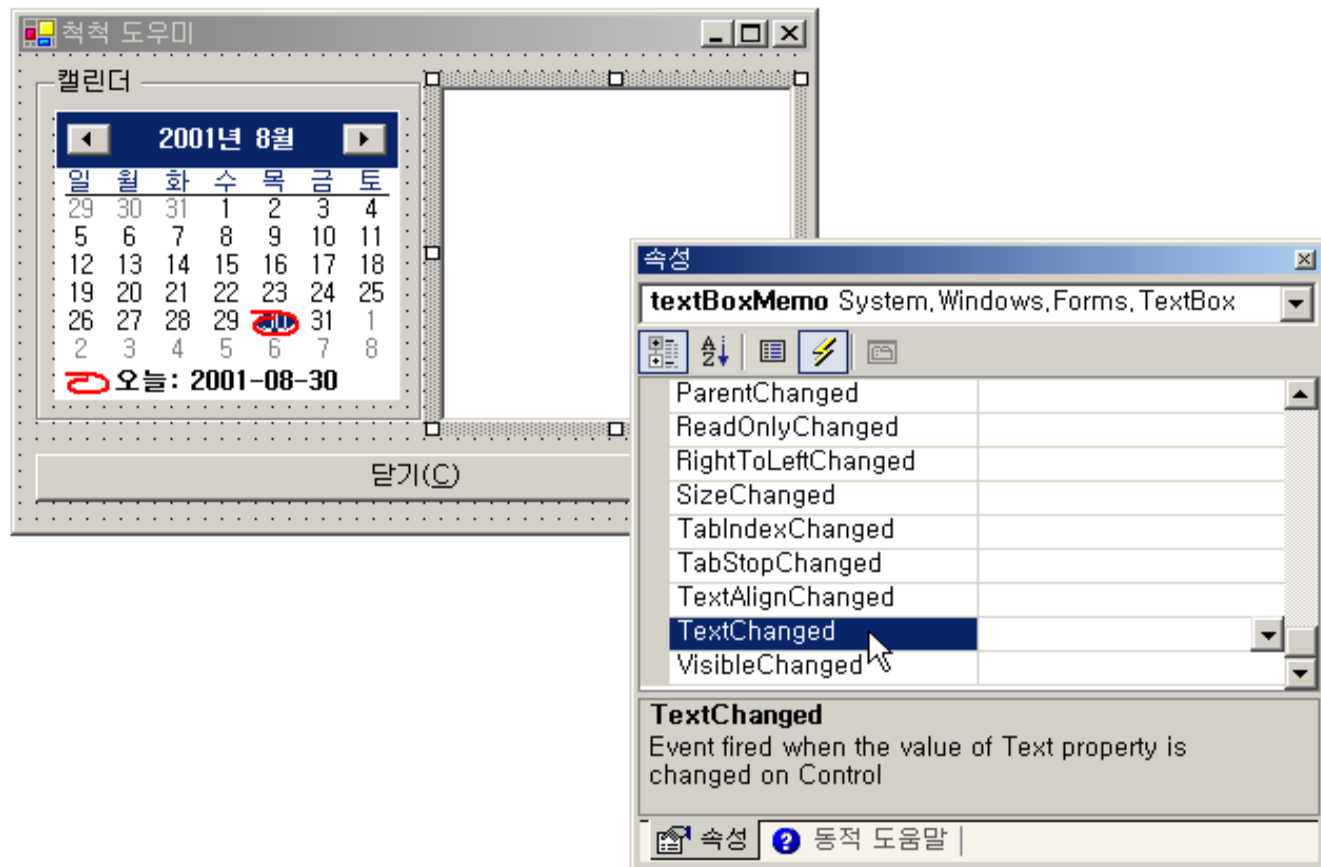 척척 도우미
캘린더
2001년 8월
일 월 화 수 목 금 토
29 30 31 1 2 3 4
5 6 7 8 9 10 11
12 13 14 15 16 17 18
19 20 21 22 23 24 25
26 27 28 29 30 31 1
2 3 4 5 6 7 8
오늘: 2001-08-30
닫기(C)
속성
textBoxMemo System.Windows.Forms.TextBox
ParentChanged
ReadOnlyChanged
RightToLeftChanged
SizeChanged
TabIndexChanged
TabStopChanged
TextAlignChanged
TextChanged
VisibleChanged
TextChanged
Event fired when the value of Text property is
changed on Control
속성 동적 도움말